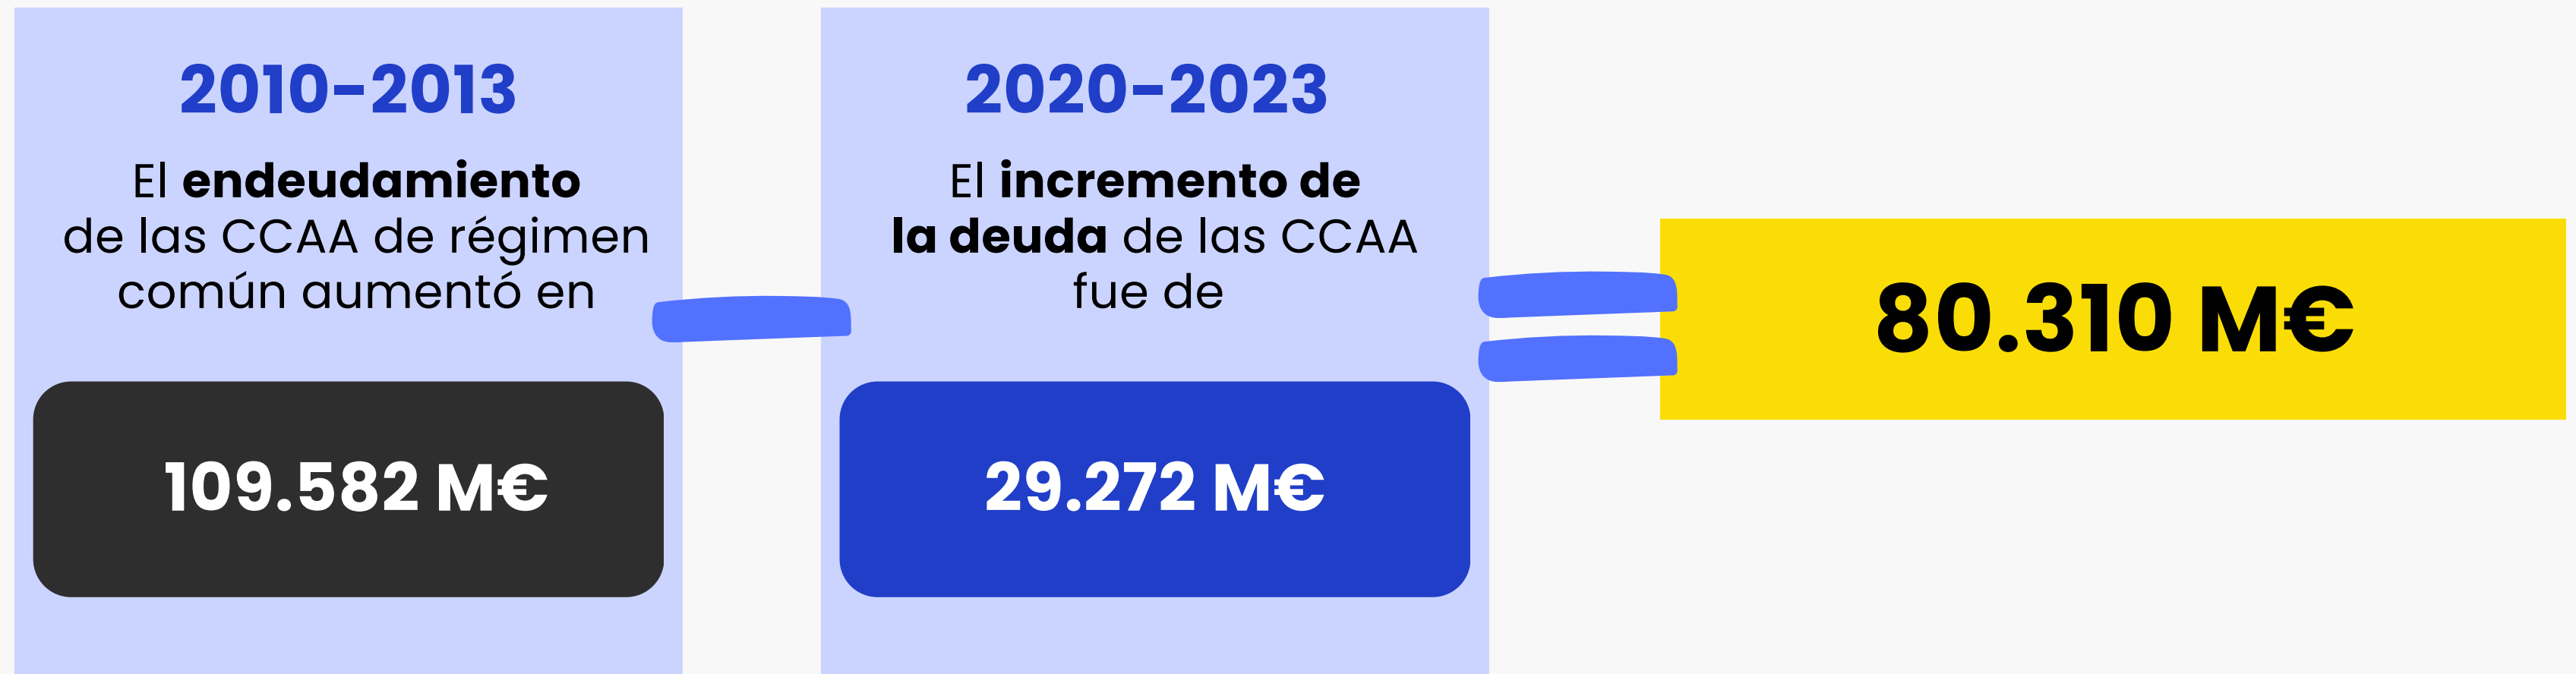 2010-2013
El endeudamiento
de las CCAA de régimen
común aumentó en
109.582 M€
2020-2023
El incremento de
la deuda de las CCAA
fue de
29.272 M€
80.310 M€